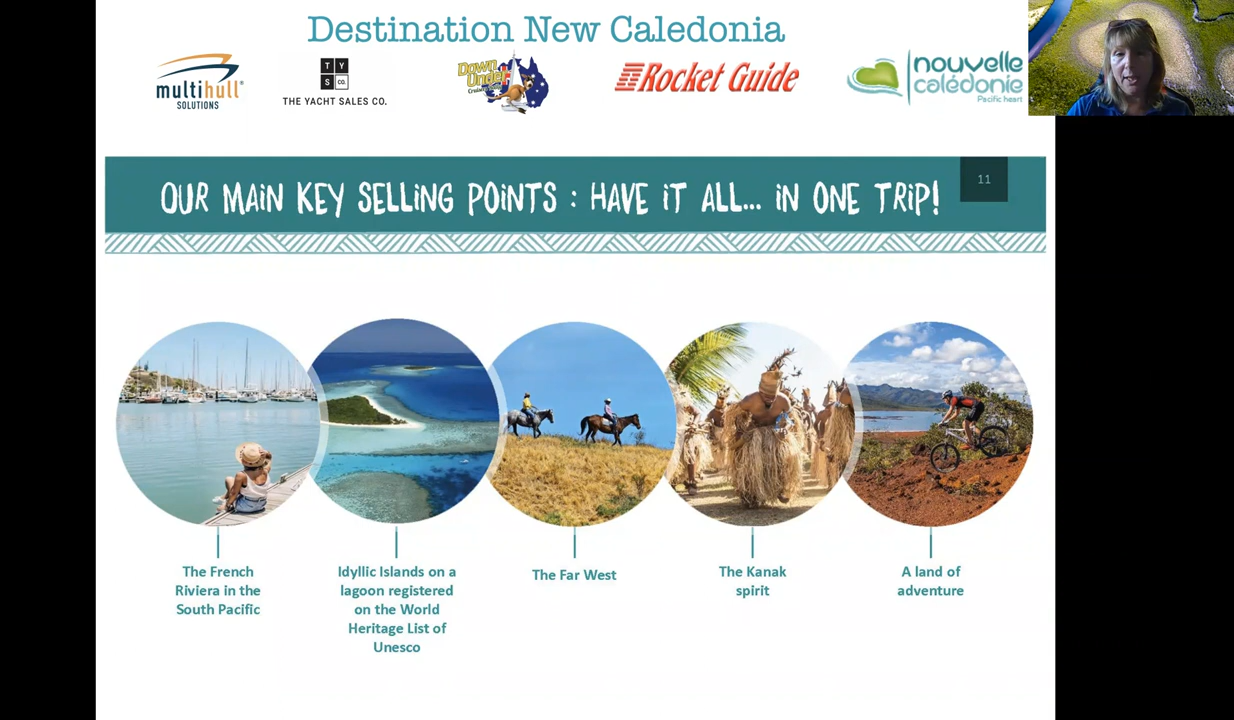 Destination New Caledonia
multihull®
SOLUTIONS
T Y
S CO.
THE YACHT SALES CO.
Down
Under
Rocket Guide
nouvelle
calédonie
Pacific heart
11
OUR MAIN KEY SELLING POINTS : HAVE IT ALL... IN ONE TRIP!
The French
Riviera in the
South Pacific
Idyllic Islands on a
lagoon registered
on the World
Heritage List of
Unesco
The Far West
The Kanak
spirit
A land of
adventure